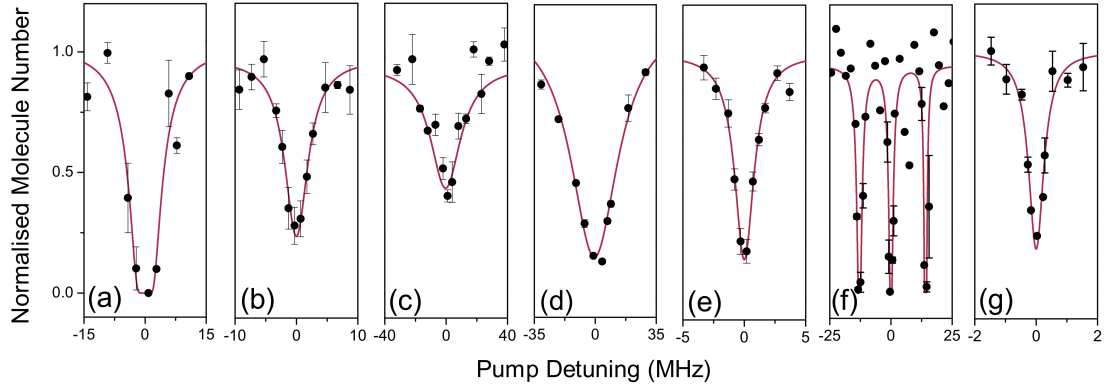 Normalised Molecule Number
1.0
0.5
0.0
(a) (b) (c) (d) (e) (f) (g)
-15 0 15 -10 0 10 -40 0 40 -35 0 35 -5 0 5 -25 0 25 -2 0 2
Pump Detuning (MHz)